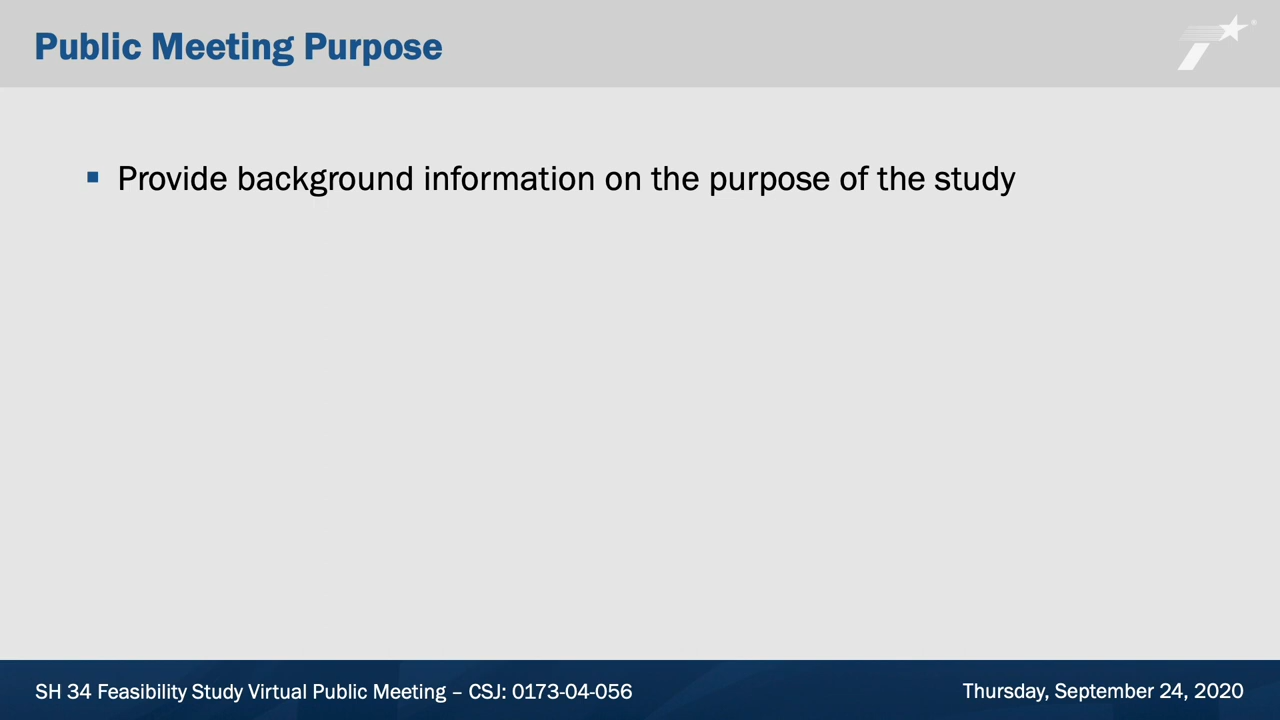 Public Meeting Purpose
Provide background information on the purpose of the study
SH 34 Feasibility Study Virtual Public Meeting – CSJ: 0173-04-056
Thursday, September 24, 2020